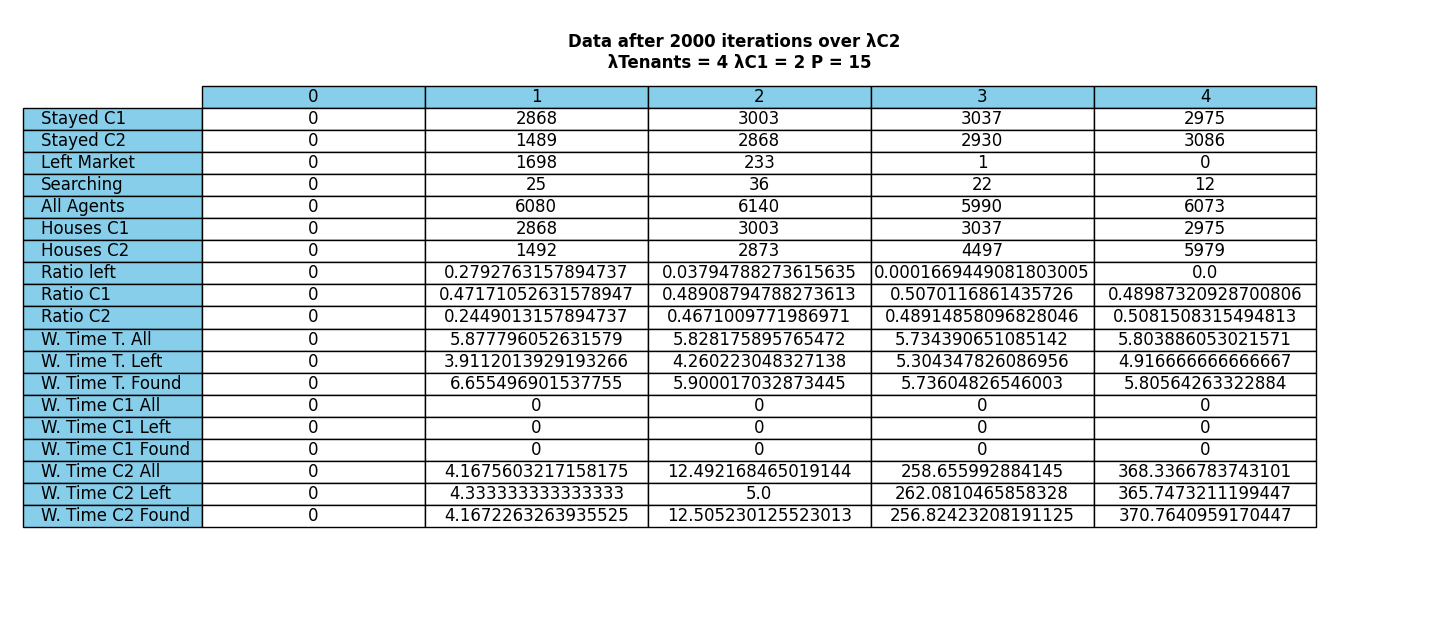 Data after 2000 iterations over λC2
λTenants = 4 λC1 = 2 P = 15
0 1 2 3 4
Stayed C1 0 2868 3003 3037 2975
Stayed C2 0 1489 2868 2930 3086
Left Market 0 1698 233 1 0
Searching 0 25 36 22 12
All Agents 0 6080 6140 5990 6073
Houses C1 0 2868 3003 3037 2975
Houses C2 0 1492 2873 4497 5979
Ratio left 0 0.2792763157894737 0.03794788273615635 0.0001669449081803005 0.0
Ratio C1 0 0.47171052631578947 0.48908794788273613 0.5070116861435726 0.48987320928700806
Ratio C2 0 0.2449013157894737 0.4671009771986971 0.48914858096828046 0.5081508315494813
W. Time T. All 0 5.877796052631579 5.828175895765472 5.734390651085142 5.803886053021571
W. Time T. Left 0 3.9112013929193266 4.260223048327138 5.304347826086956 4.916666666666667
W. Time T. Found 0 6.655496901537755 5.900017032873445 5.73604826546003 5.80564263322884
W. Time C1 All 0 0 0 0 0
W. Time C1 Left 0 0 0 0 0
W. Time C1 Found 0 0 0 0 0
W. Time C2 All 0 4.1675603217158175 12.492168465019144 258.655992884145 368.3366783743101
W. Time C2 Left 0 4.333333333333333 5.0 262.0810465858328 365.7473211199447
W. Time C2 Found 0 4.1672263263935525 12.505230125523013 256.82423208191125 370.7640959170447